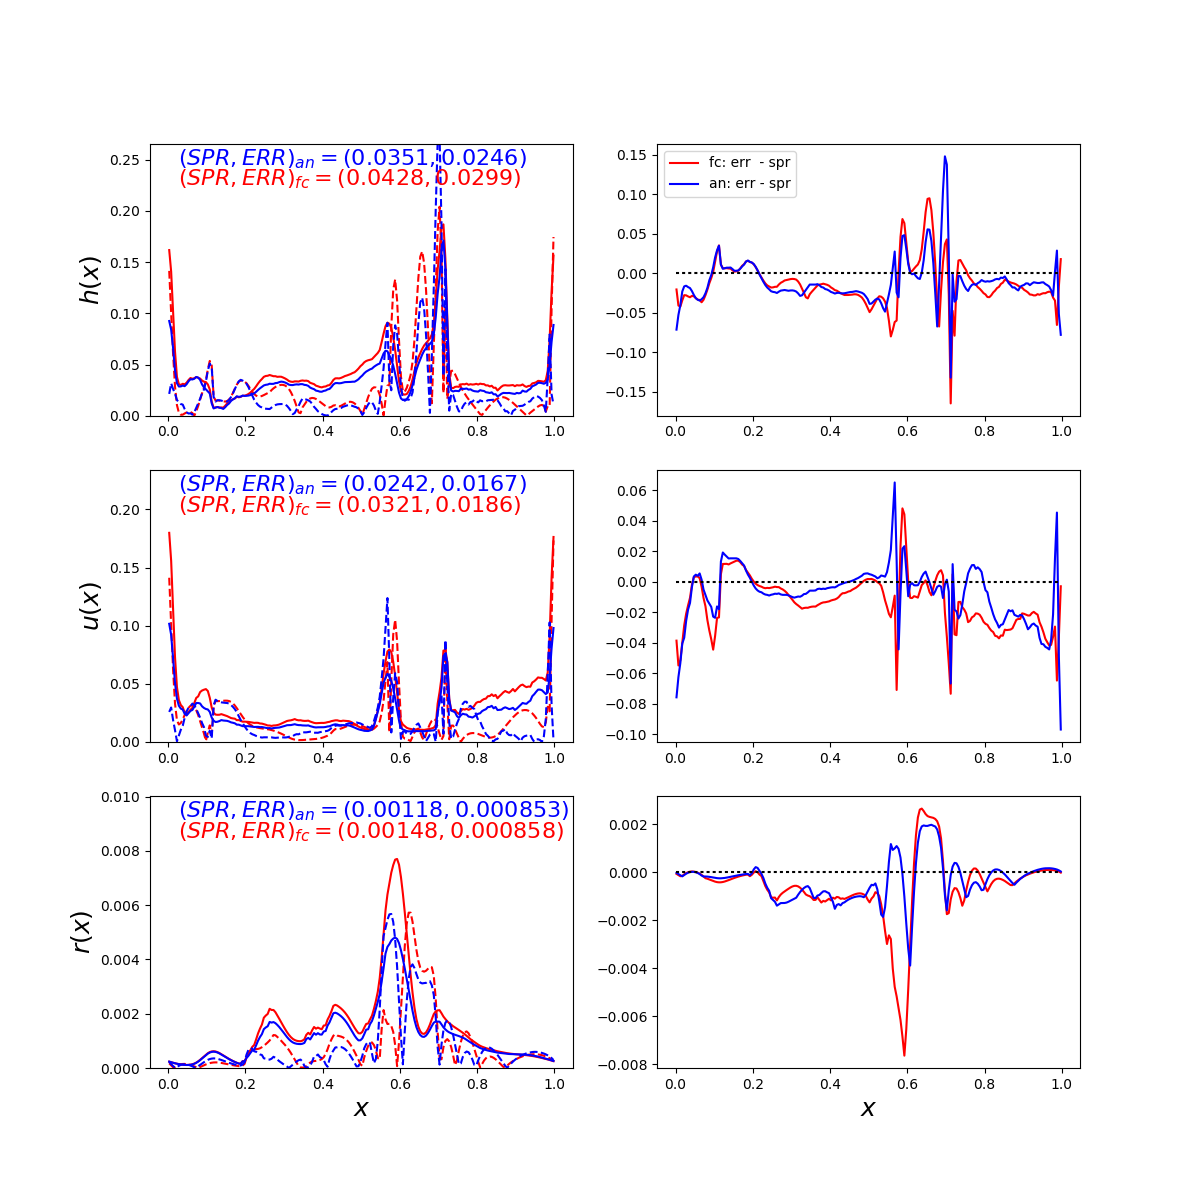 (SPR, ERR)an = (0.0351, 0.0246)
(SPR, ERR)fc = (0.0428, 0.0299)
h(x)
0.25
0.20
0.15
0.10
0.05
0.00
0.0 0.2 0.4 0.6 0.8 1.0
fc: err - spr
an: err - spr
0.15
0.10
0.05
0.00
−0.05
−0.10
−0.15
0.0 0.2 0.4 0.6 0.8 1.0
(SPR, ERR)an = (0.0242, 0.0167)
(SPR, ERR)fc = (0.0321, 0.0186)
u(x)
0.20
0.15
0.10
0.05
0.00
0.0 0.2 0.4 0.6 0.8 1.0
0.06
0.04
0.02
0.00
−0.02
−0.04
−0.06
−0.08
−0.10
0.0 0.2 0.4 0.6 0.8 1.0
(SPR, ERR)an = (0.00118, 0.000853)
(SPR, ERR)fc = (0.00148, 0.000858)
r(x)
0.010
0.008
0.006
0.004
0.002
0.000
0.0 0.2 0.4 0.6 0.8 1.0
x
0.002
0.000
−0.002
−0.004
−0.006
−0.008
0.0 0.2 0.4 0.6 0.8 1.0
x